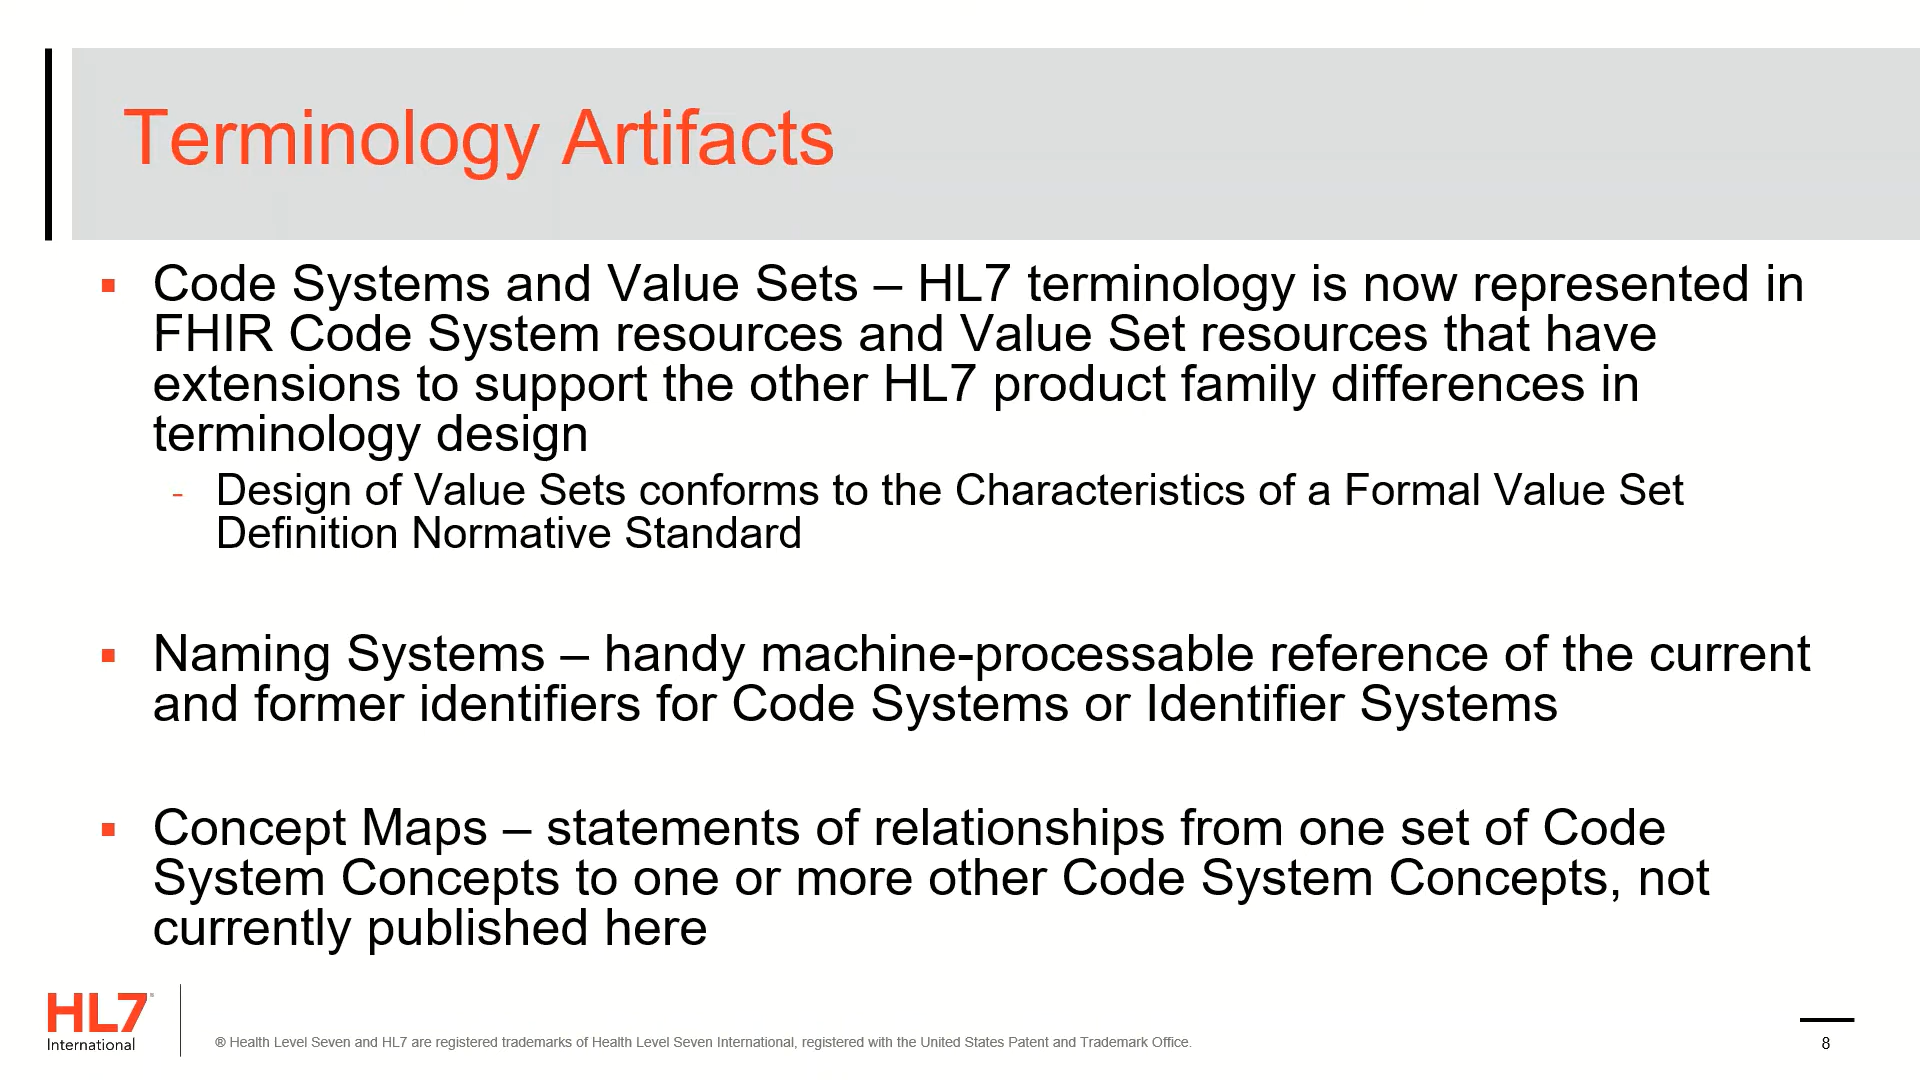 Terminology Artifacts
▪ Code Systems and Value Sets – HL7 terminology is now represented in
FHIR Code System resources and Value Set resources that have
extensions to support the other HL7 product family differences in
terminology design
- Design of Value Sets conforms to the Characteristics of a Formal Value Set
Definition Normative Standard
▪ Naming Systems – handy machine-processable reference of the current
and former identifiers for Code Systems or Identifier Systems
▪ Concept Maps – statements of relationships from one set of Code
System Concepts to one or more other Code System Concepts, not
currently published here
HL7®
International
® Health Level Seven and HL7 are registered trademarks of Health Level Seven International, registered with the United States Patent and Trademark Office.
8